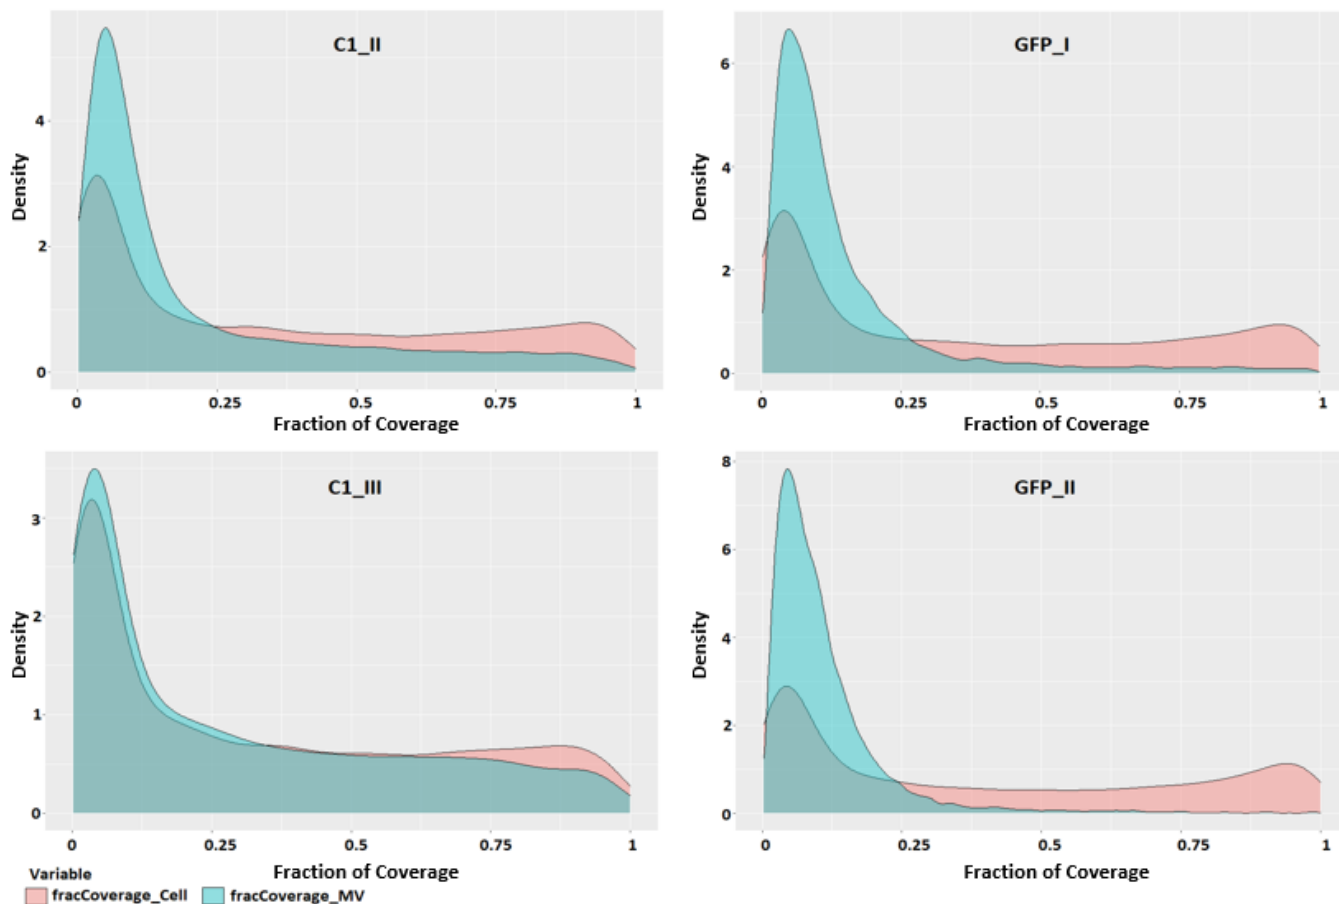 C1_II
Density
4
2
0
0 0.25 0.5 0.75 1
Fraction of Coverage
GFP_I
Density
6
4
2
0
0 0.25 0.5 0.75 1
Fraction of Coverage
C1_III
Density
3
2
1
0
0 0.25 0.5 0.75 1
Fraction of Coverage
GFP_II
Density
8
6
4
2
0
0 0.25 0.5 0.75 1
Fraction of Coverage
Variable
fracCoverage_Cell fracCoverage_MV